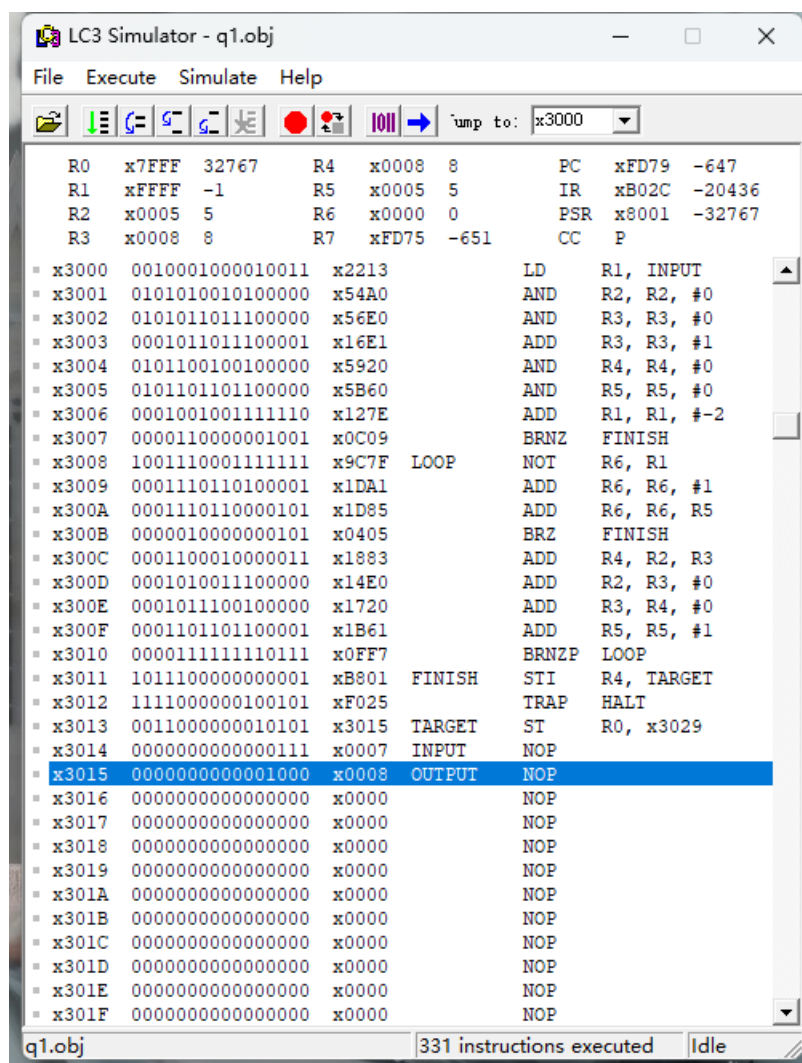 LC3 Simulator - q1.obj
File Execute Simulate Help
Jump to: x3000
R0 x7FFF 32767 R4 x0008 8 PC xFD79 -647
R1 xFFFF -1 R5 x0005 5 IR xB02C -20436
R2 x0005 5 R6 x0000 0 PSR x8001 -32767
R3 x0008 8 R7 xFD75 -651 CC P
x3000 0010001000010011 x2213 LD R1, INPUT
x3001 0101010010100000 x54A0 AND R2, R2, #0
x3002 0101011011100000 x56E0 AND R3, R3, #0
x3003 0001011011100001 x16E1 ADD R3, R3, #1
x3004 0101100100100000 x5920 AND R4, R4, #0
x3005 0101101101100000 x5B60 AND R5, R5, #0
x3006 0001001001111110 x127E ADD R1, R1, #-2
x3007 0000110000001001 x0C09 BRNZ FINISH
x3008 1001110001111111 x9C7F LOOP NOT R6, R1
x3009 0001110110100001 x1DA1 ADD R6, R6, #1
x300A 0001110110000101 x1D85 ADD R6, R6, R5
x300B 0000010000000101 x0405 BRZ FINISH
x300C 0001100010000011 x1883 ADD R4, R2, R3
x300D 0001010011100000 x14E0 ADD R2, R3, #0
x300E 0001011100100000 x1720 ADD R3, R4, #0
x300F 0001101101100001 x1B61 ADD R5, R5, #1
x3010 0000111111110111 x0FF7 BRNZP LOOP
x3011 1011100000000001 xB801 FINISH STI R4, TARGET
x3012 1111000000100101 xF025 TRAP HALT
x3013 0011000000010101 x3015 TARGET ST R0, x3029
x3014 0000000000000111 x0007 INPUT NOP
x3015 0000000000001000 x0008 OUTPUT NOP
x3016 0000000000000000 x0000 NOP
x3017 0000000000000000 x0000 NOP
x3018 0000000000000000 x0000 NOP
x3019 0000000000000000 x0000 NOP
x301A 0000000000000000 x0000 NOP
x301B 0000000000000000 x0000 NOP
x301C 0000000000000000 x0000 NOP
x301D 0000000000000000 x0000 NOP
x301E 0000000000000000 x0000 NOP
x301F 0000000000000000 x0000 NOP
q1.obj 331 instructions executed Idle